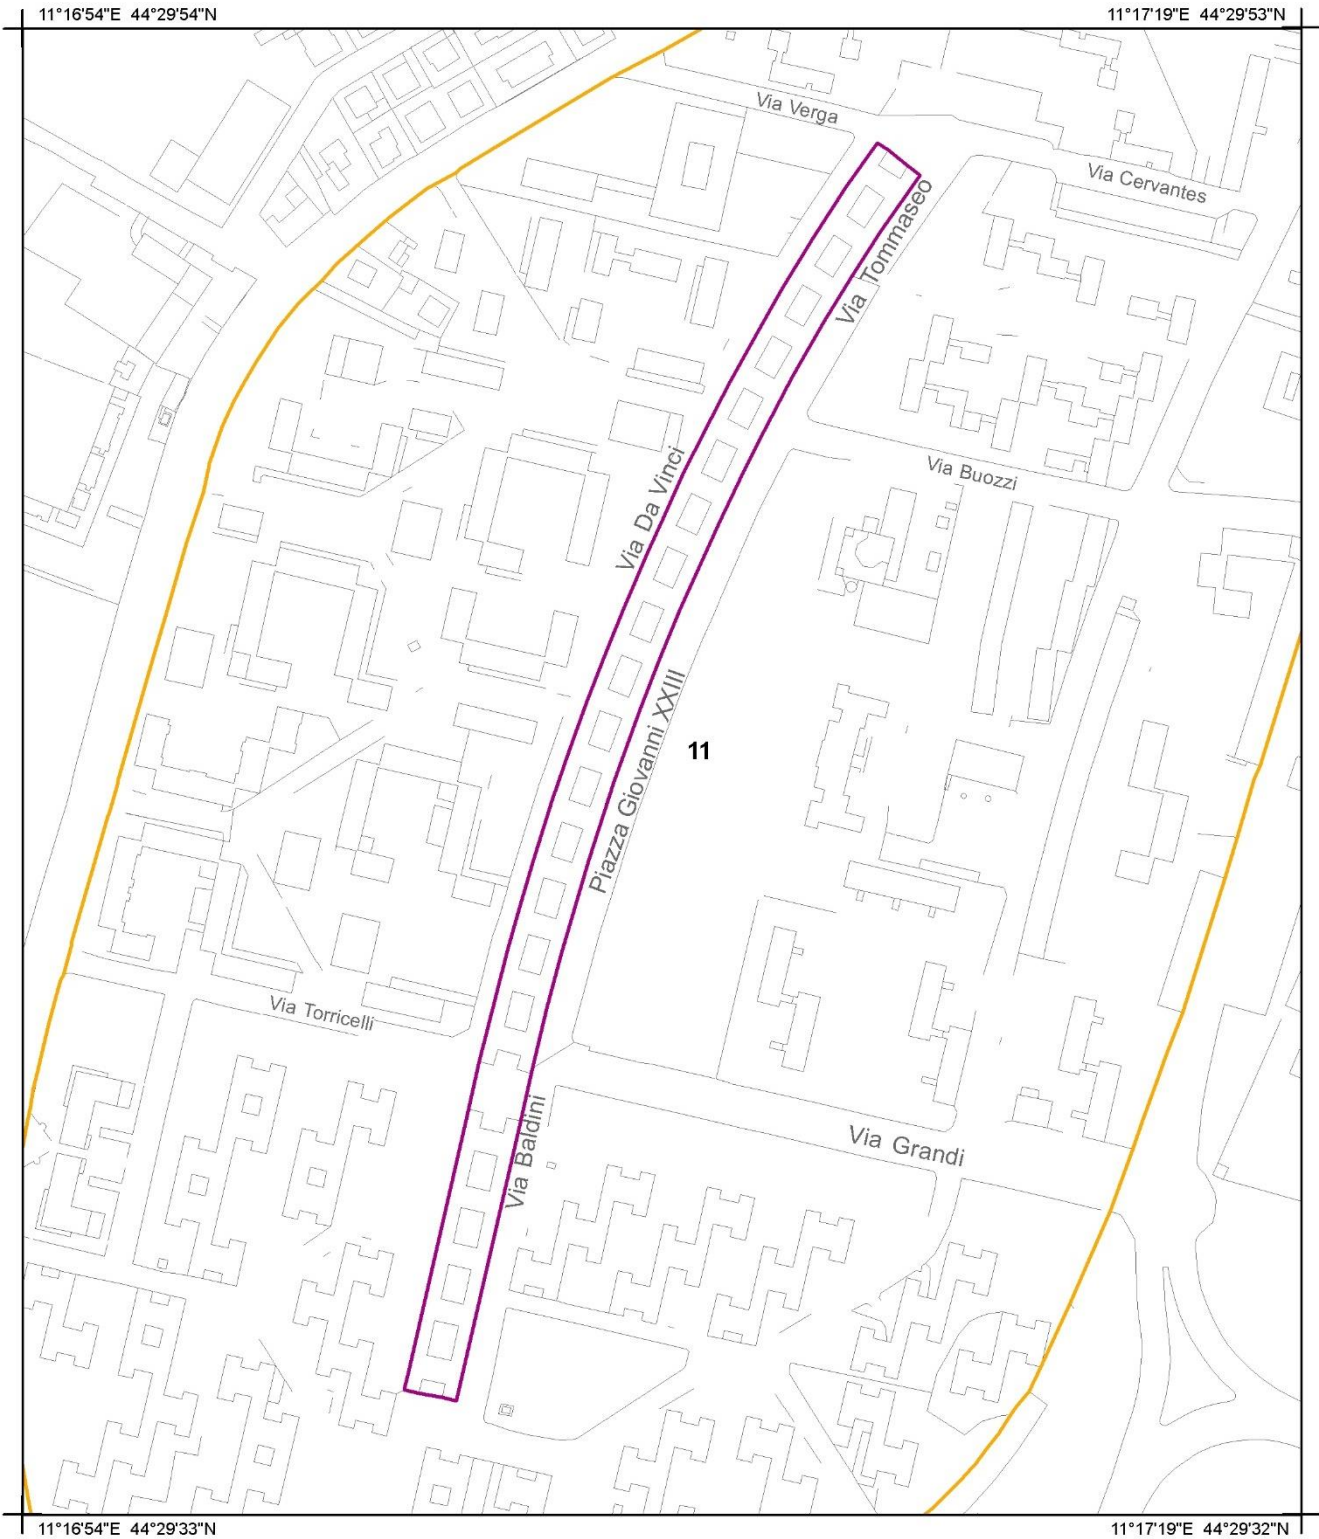 11°16'54"E 44°29'54"N
11°17'19"E 44°29'53"N
Via Verga
Via Cervantes
Via Tommaseo
Via Da Vinci
Via Buozzi
Piazza Giovanni XXIII
11
Via Torricelli
Via Baldini
Via Grandi
11°16'54"E 44°29'33"N
11°17'19"E 44°29'32"N